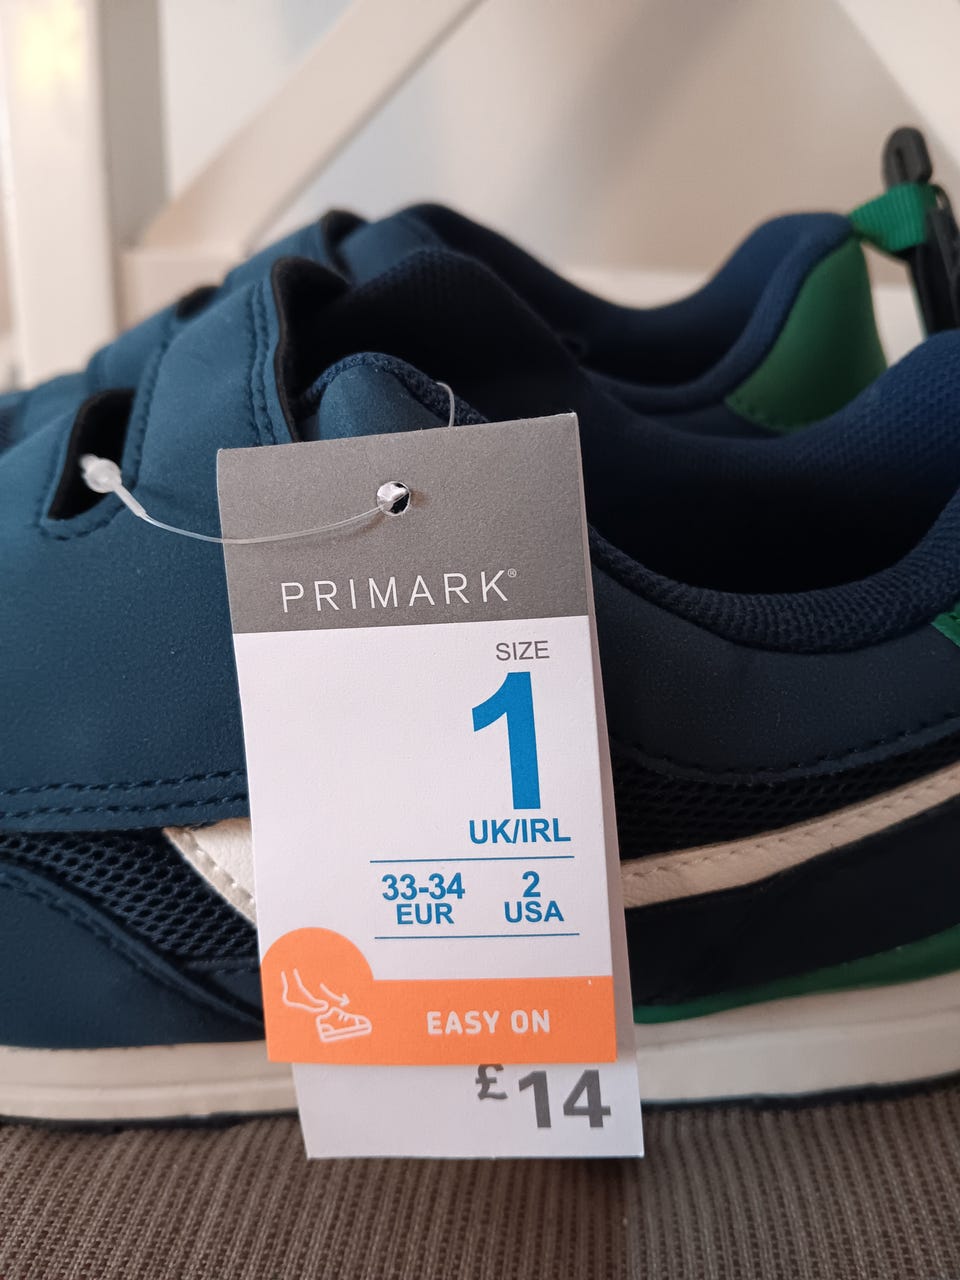 PRIMARK®
SIZE
1
UK/IRL
33-34 2
EUR USA
EASY ON
£14